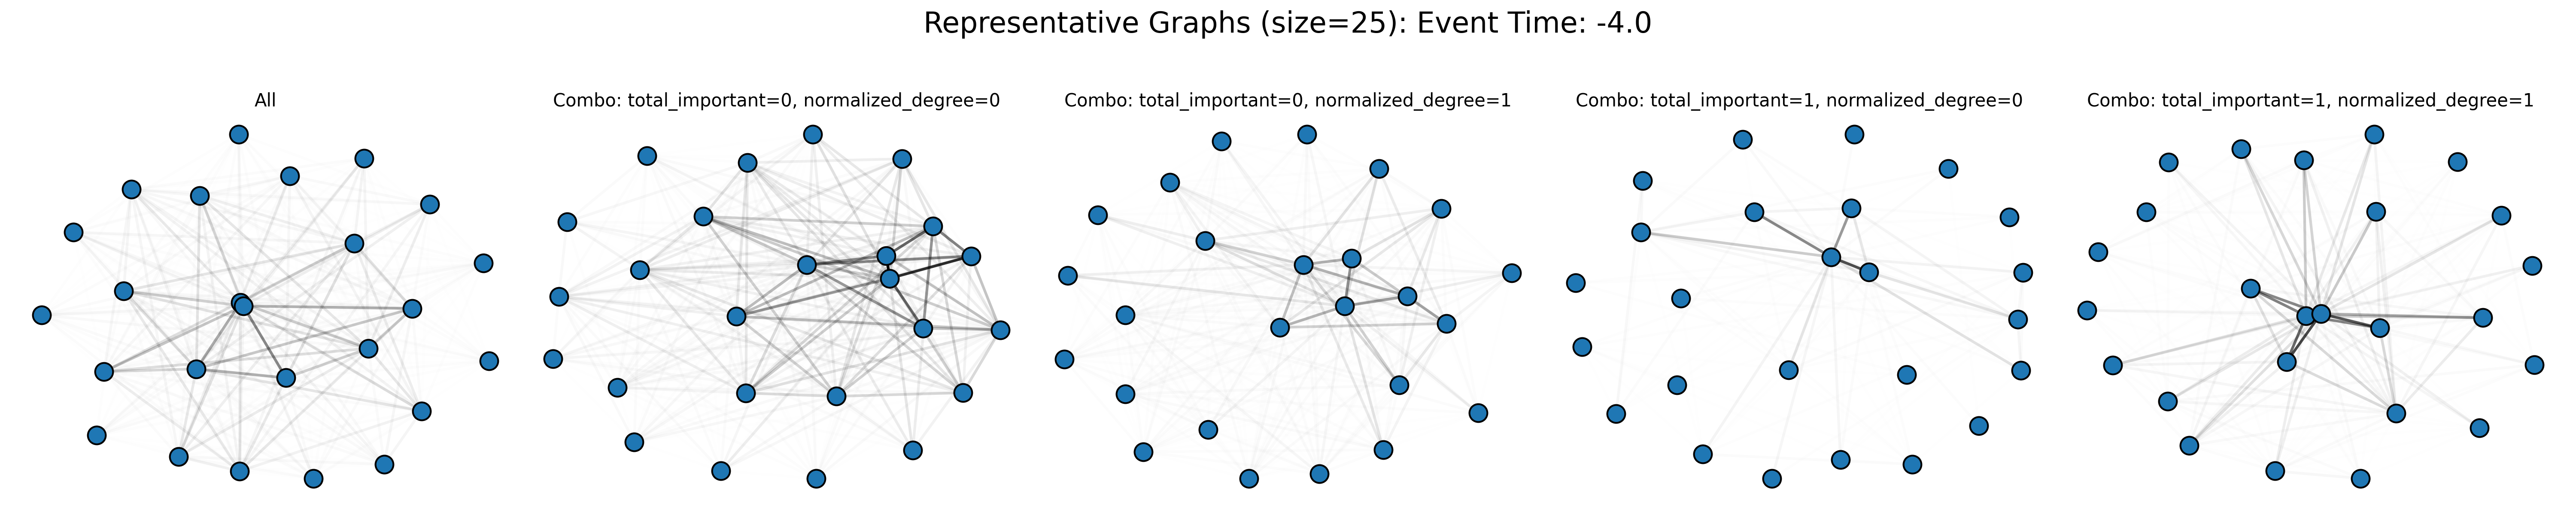 Representative Graphs (size=25): Event Time: -4.0
All
Combo: total_important=0, normalized_degree=0
Combo: total_important=0, normalized_degree=1
Combo: total_important=1, normalized_degree=0
Combo: total_important=1, normalized_degree=1